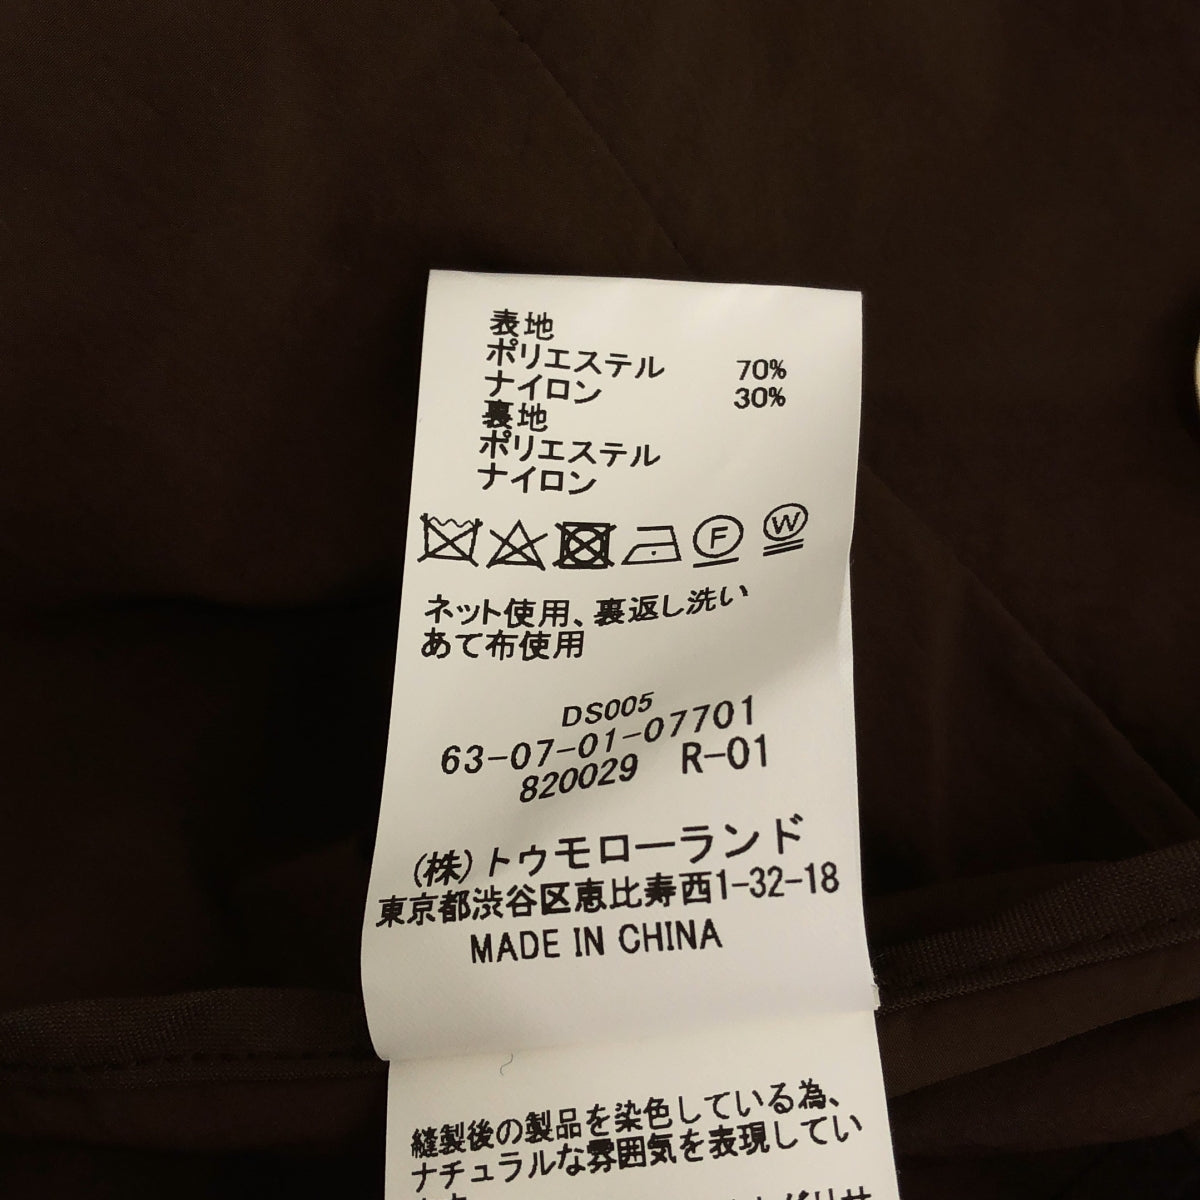 表地
ポリエステル 70%
ナイロン 30%
裏地
ポリエステル
ナイロン
F W
ネット使用、裏返し洗い
あて布使用
DS005
63-07-01-07701
820029 R-01
(株)トゥモローランド
東京都渋谷区恵比寿西1-32-18
MADE IN CHINA
縫製後の製品を染色している為、
ナチュラルな雰囲気を表現してい